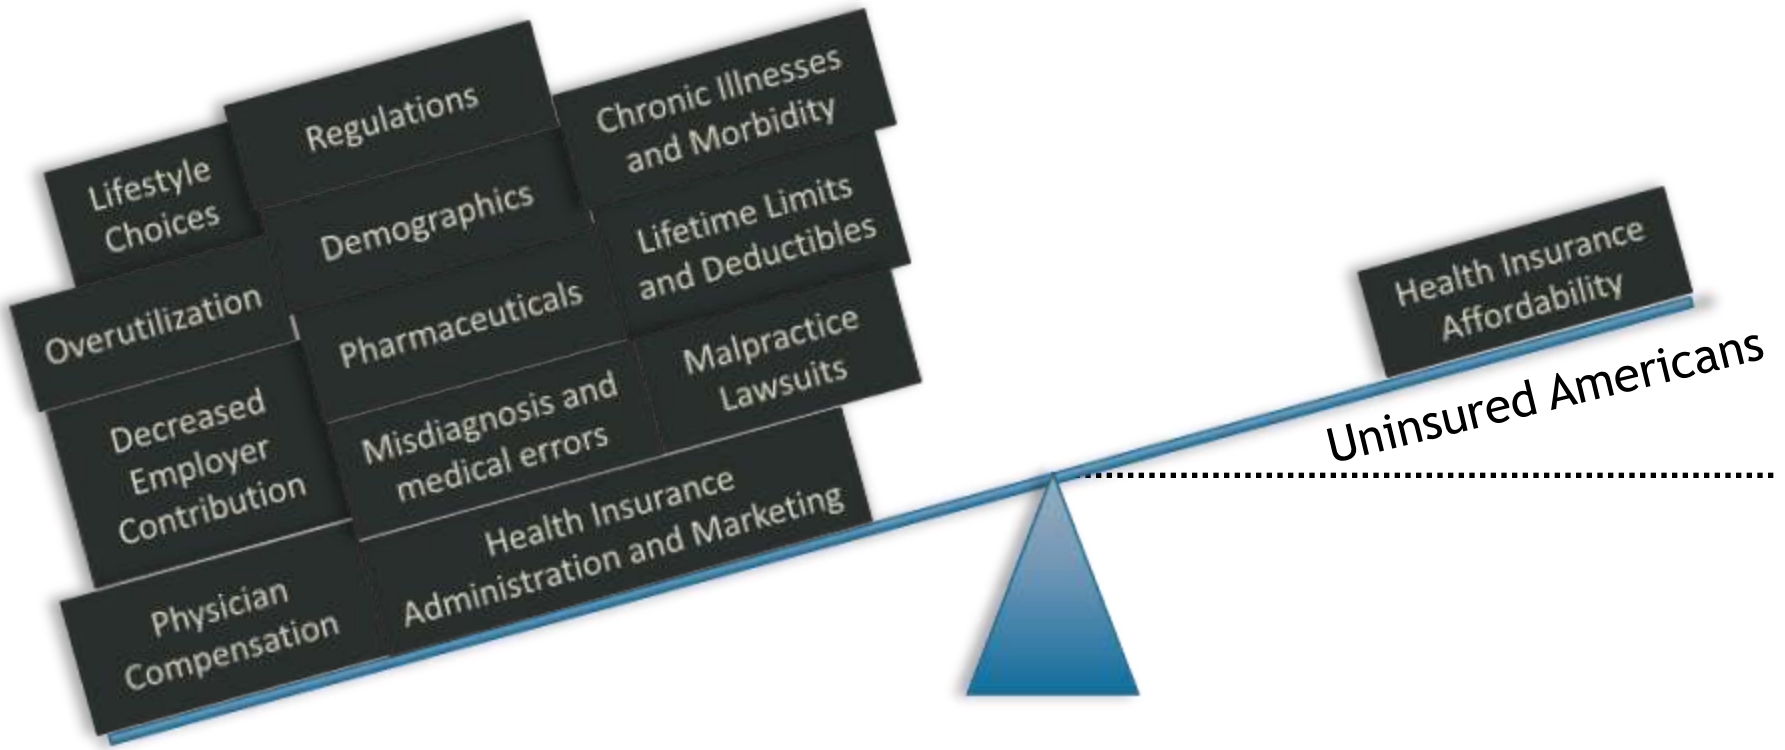 Regulations
Chronic Illnesses
and Morbidity
Lifestyle
Choices
Demographics
Lifetime Limits
and Deductibles
Overutilization
Pharmaceuticals
Malpractice
Lawsuits
Decreased
Employer
Contribution
Misdiagnosis and
medical errors
Health Insurance
Administration and Marketing
Physician
Compensation
Health Insurance
Affordability
Uninsured Americans